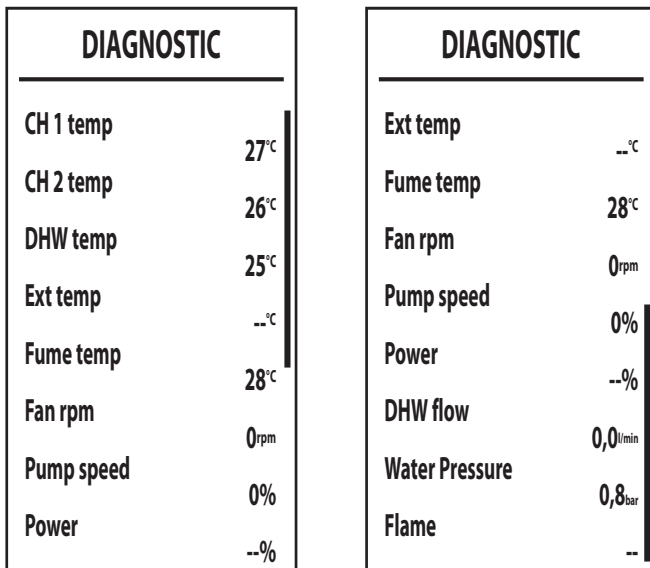 DIAGNOSTIC
CH 1 temp
27°C
CH 2 temp
26°C
DHW temp
25°C
Ext temp
--°C
Fume temp
28°C
Fan rpm
0rpm
Pump speed
0%
Power
--%
DIAGNOSTIC
Ext temp
--°C
Fume temp
28°C
Fan rpm
0rpm
Pump speed
0%
Power
--%
DHW flow
0,0l/min
Water Pressure
0,8bar
Flame
--